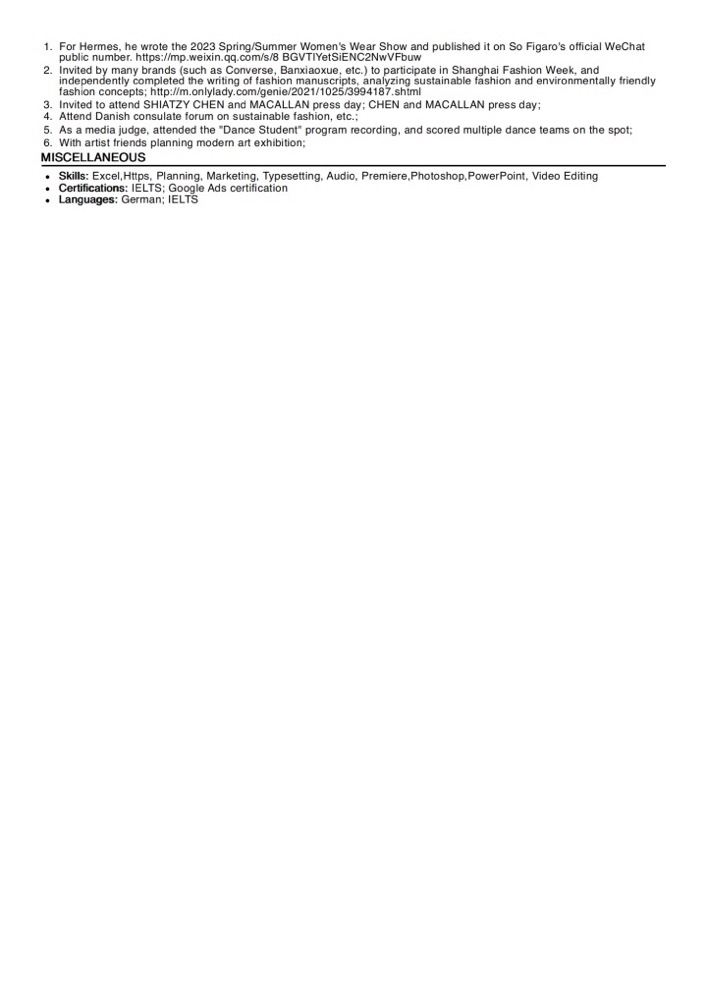 1. For Hermes, he wrote the 2023 Spring/Summer Women's Wear Show and published it on So Figaro's official WeChat
public number. https://mp.weixin.qq.com/s/8 BGVTlYetSiENC2NwVFbuw
2. Invited by many brands (such as Converse, Banxiaoxue, etc.) to participate in Shanghai Fashion Week, and
independently completed the writing of fashion manuscripts, analyzing sustainable fashion and environmentally friendly
fashion concepts; http://m.onlylady.com/genie/2021/1025/3994187.shtml
3. Invited to attend SHIATZY CHEN and MACALLAN press day; CHEN and MACALLAN press day;
4. Attend Danish consulate forum on sustainable fashion, etc.;
5. As a media judge, attended the "Dance Student" program recording, and scored multiple dance teams on the spot;
6. With artist friends planning modern art exhibition;
MISCELLANEOUS
• Skills: Excel,Https, Planning, Marketing, Typesetting, Audio, Premiere,Photoshop,PowerPoint, Video Editing
• Certifications: IELTS; Google Ads certification
• Languages: German; IELTS